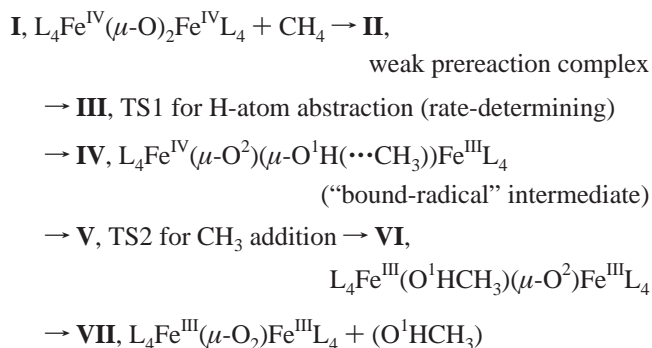 I, L₄Feᴵⱽ(μ-O)₂FeᴵⱽL₄ + CH₄ → II,
weak prereaction complex
→ III, TS1 for H-atom abstraction (rate-determining)
→ IV, L₄Feᴵⱽ(μ-O²)(μ-O¹H(···CH₃))FeᴵᴵᴵL₄
(“bound-radical” intermediate)
→ V, TS2 for CH₃ addition → VI,
L₄Feᴵᴵᴵ(O¹HCH₃)(μ-O²)FeᴵᴵᴵL₄
→ VII, L₄Feᴵᴵᴵ(μ-O₂)FeᴵᴵᴵL₄ + (O¹HCH₃)